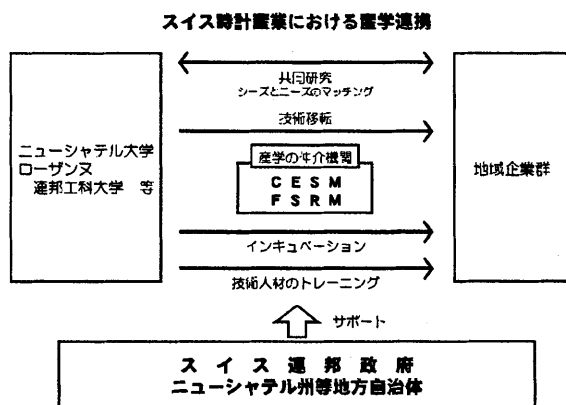 スイス時計産業における産学連携
共同研究
シーズとニーズのマッチング
技術移転
ニューシャテル大学
ローザンヌ
連邦工科大学 等
産学の仲介機関
CESM
FSRM
地域企業群
インキュベーション
技術人材のトレーニング
サポート
スイス連邦政府
ニューシャテル州等地方自治体